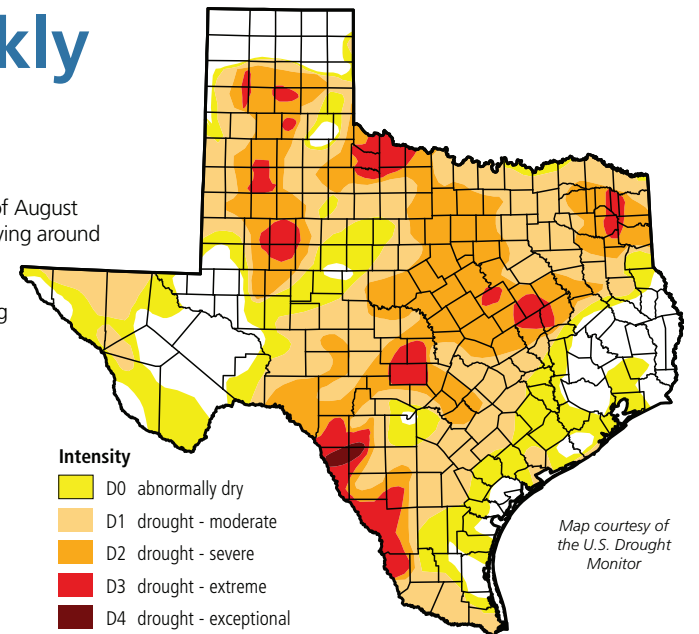 kly
of August
ving around
g
Intensity
D0 abnormally dry
D1 drought - moderate
D2 drought - severe
D3 drought - extreme
D4 drought - exceptional
Map courtesy of
the U.S. Drought
Monitor